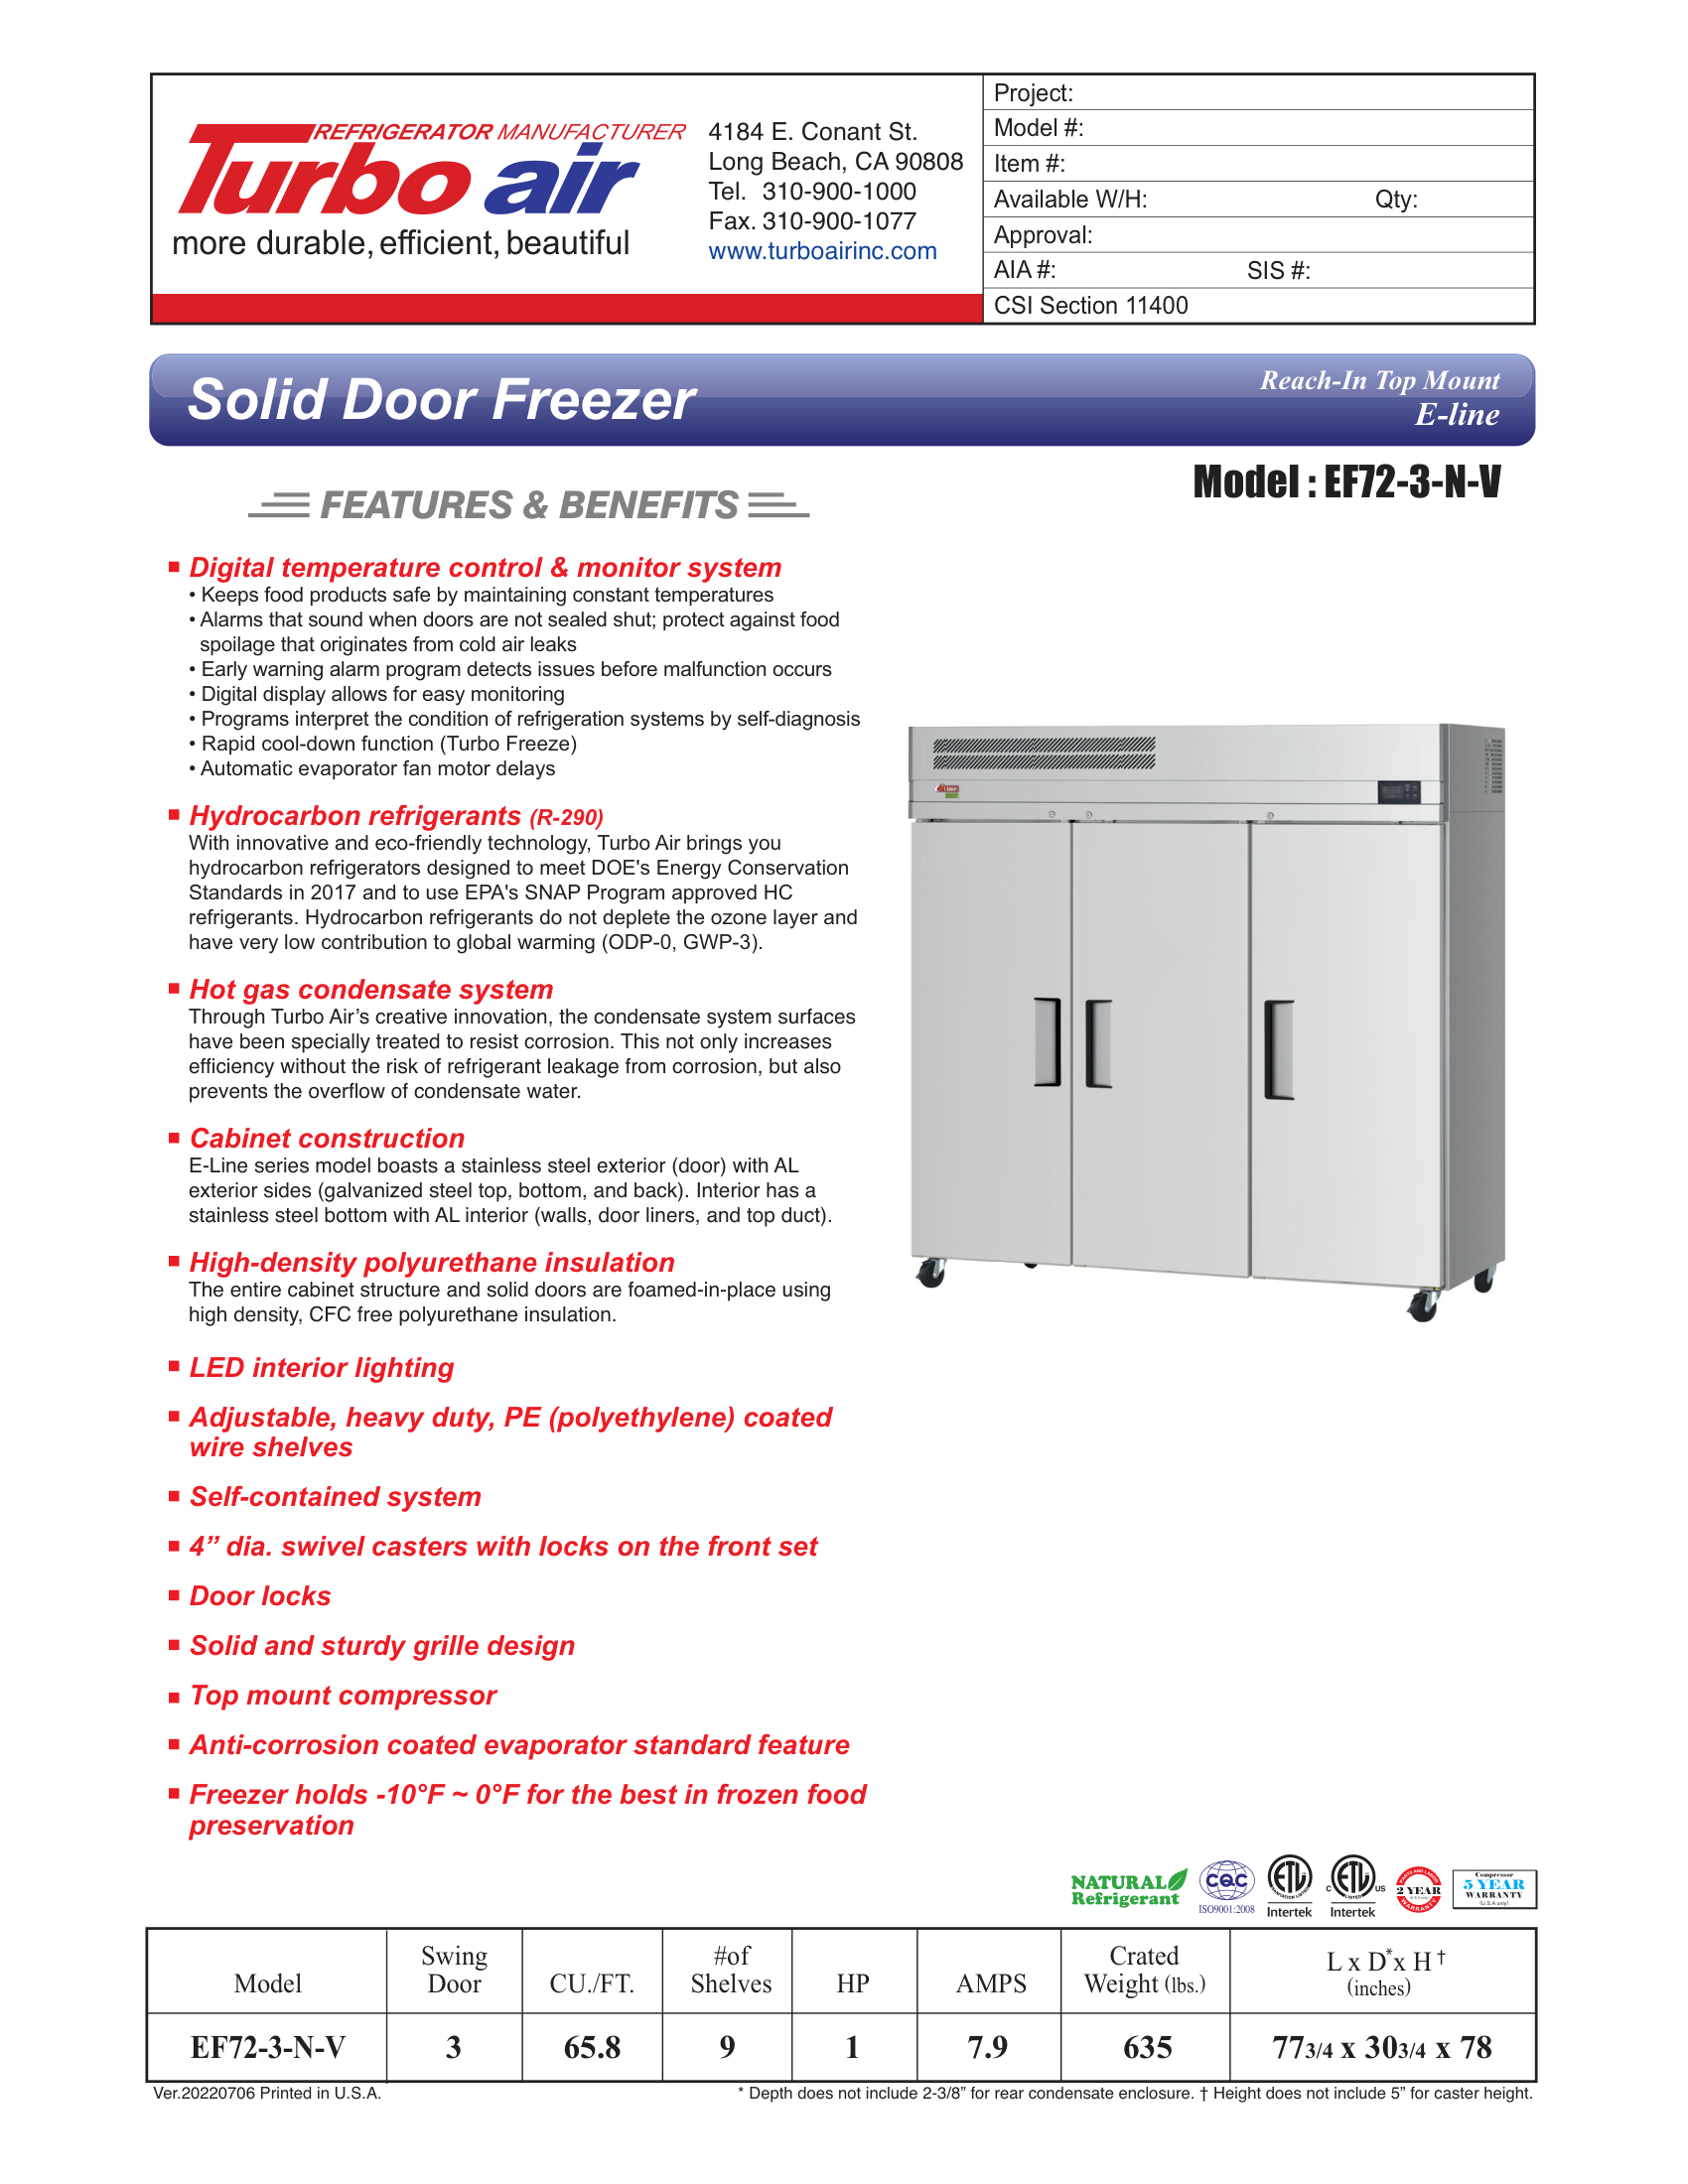 REFRIGERATOR MANUFACTURER
Turbo air
more durable, efficient, beautiful
4184 E. Conant St.
Long Beach, CA 90808
Tel. 310-900-1000
Fax. 310-900-1077
www.turboairinc.com
Project:
Model #:
Item #:
Available W/H: Qty:
Approval:
AIA #: SIS #:
CSI Section 11400
Solid Door Freezer
Reach-In Top Mount
E-line
Model : EF72-3-N-V
FEATURES & BENEFITS
■ Digital temperature control & monitor system
• Keeps food products safe by maintaining constant temperatures
• Alarms that sound when doors are not sealed shut; protect against food
spoilage that originates from cold air leaks
• Early warning alarm program detects issues before malfunction occurs
• Digital display allows for easy monitoring
• Programs interpret the condition of refrigeration systems by self-diagnosis
• Rapid cool-down function (Turbo Freeze)
• Automatic evaporator fan motor delays
■ Hydrocarbon refrigerants (R-290)
With innovative and eco-friendly technology, Turbo Air brings you
hydrocarbon refrigerators designed to meet DOE's Energy Conservation
Standards in 2017 and to use EPA's SNAP Program approved HC
refrigerants. Hydrocarbon refrigerants do not deplete the ozone layer and
have very low contribution to global warming (ODP-0, GWP-3).
■ Hot gas condensate system
Through Turbo Air’s creative innovation, the condensate system surfaces
have been specially treated to resist corrosion. This not only increases
efficiency without the risk of refrigerant leakage from corrosion, but also
prevents the overflow of condensate water.
■ Cabinet construction
E-Line series model boasts a stainless steel exterior (door) with AL
exterior sides (galvanized steel top, bottom, and back). Interior has a
stainless steel bottom with AL interior (walls, door liners, and top duct).
■ High-density polyurethane insulation
The entire cabinet structure and solid doors are foamed-in-place using
high density, CFC free polyurethane insulation.
■ LED interior lighting
■ Adjustable, heavy duty, PE (polyethylene) coated
wire shelves
■ Self-contained system
■ 4” dia. swivel casters with locks on the front set
■ Door locks
■ Solid and sturdy grille design
■ Top mount compressor
■ Anti-corrosion coated evaporator standard feature
■ Freezer holds -10°F ~ 0°F for the best in frozen food
preservation
NATURAL
Refrigerant
CQC
ISO9001:2008
ETL
SANITATION LISTED
Intertek
C ETL US
LISTED
Intertek
PARTS AND LABOR
2 YEAR
WARRANTY
Compressor
5 YEAR
WARRANTY
(U.S.A only)
Model Swing Door CU./FT. #of Shelves HP AMPS Crated Weight (lbs.) L x D* x H † (inches)
EF72-3-N-V 3 65.8 9 1 7.9 635 77 3/4 x 30 3/4 x 78
Ver.20220706 Printed in U.S.A.
* Depth does not include 2-3/8” for rear condensate enclosure. † Height does not include 5” for caster height.